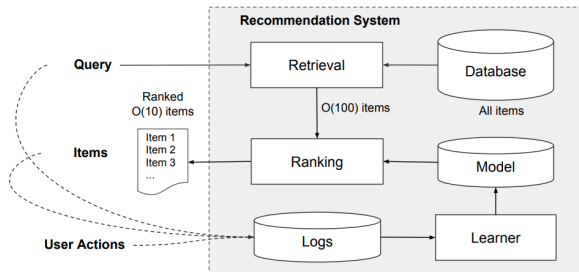 Recommendation System
Query
Retrieval
Database
All items
Ranked
O(10) items
O(100) items
Items
Item 1
Item 2
Item 3
...
Ranking
Model
User Actions
Logs
Learner